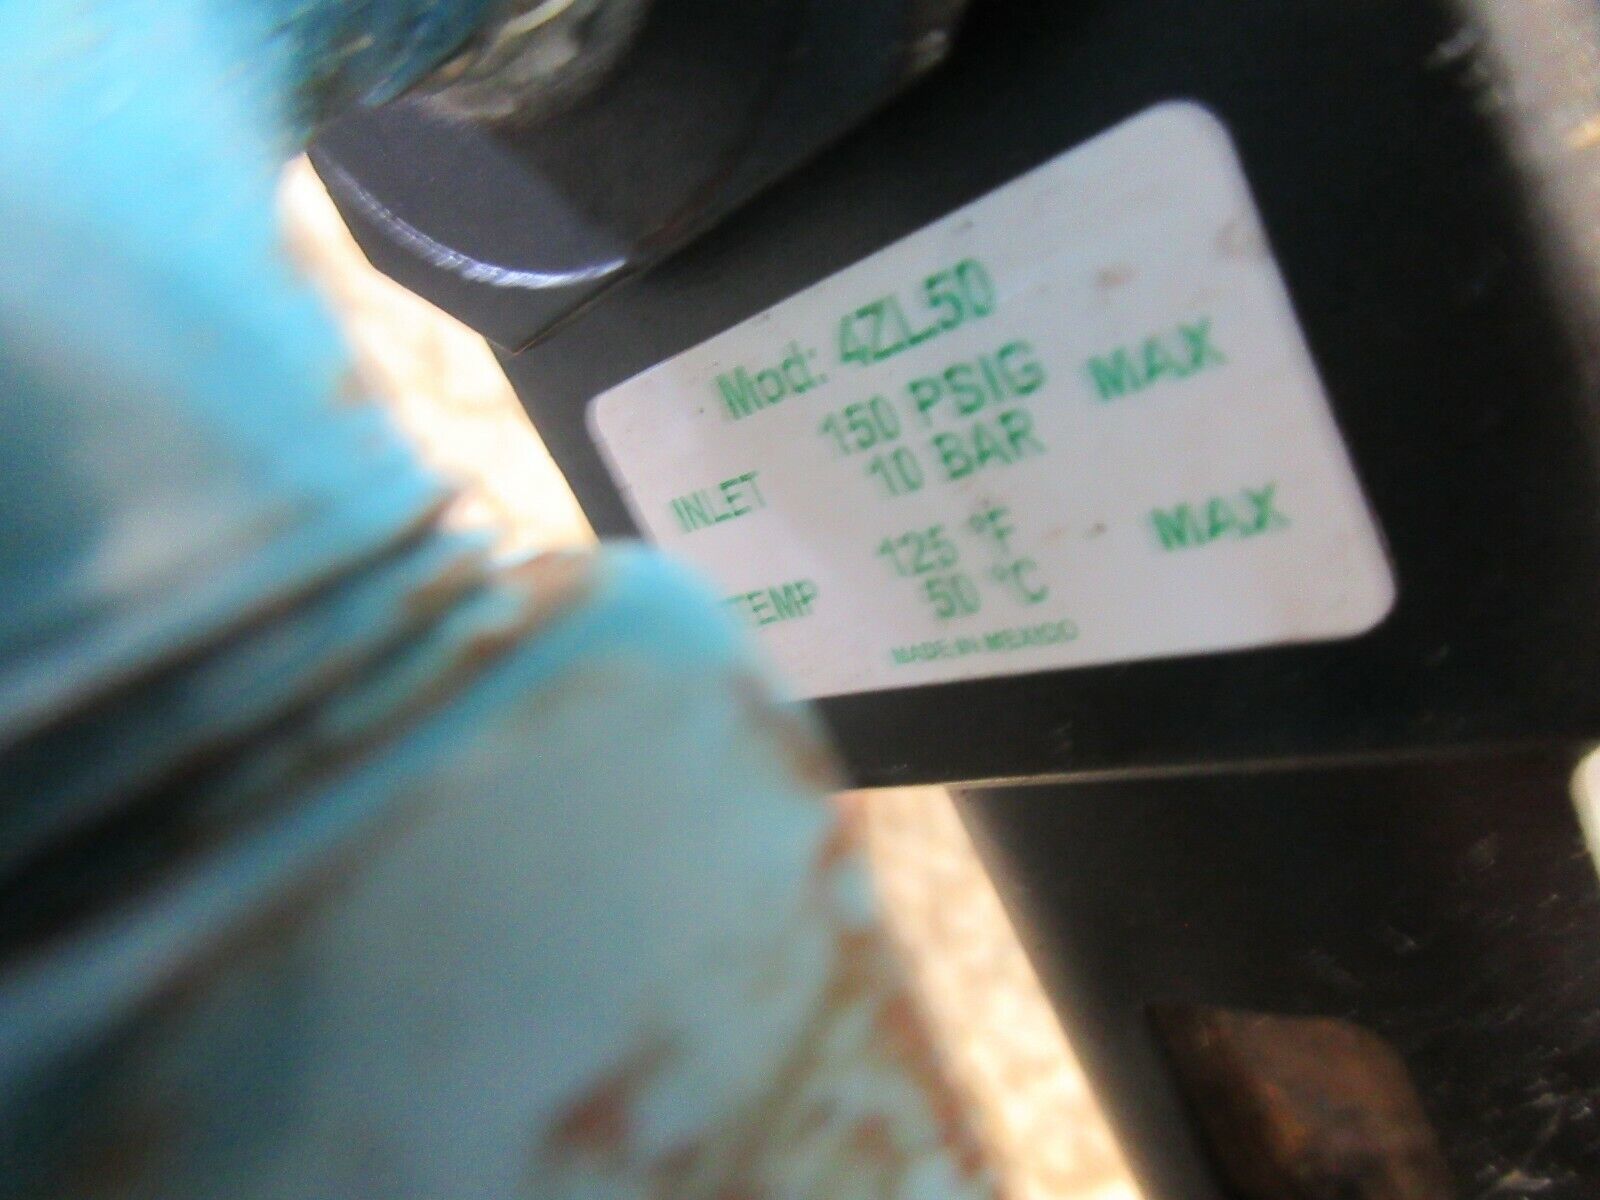 Mod: 4ZL50
150 PSIG MAX
INLET 10 BAR
125 °F MAX
TEMP 50 °C
MADE IN MEXICO